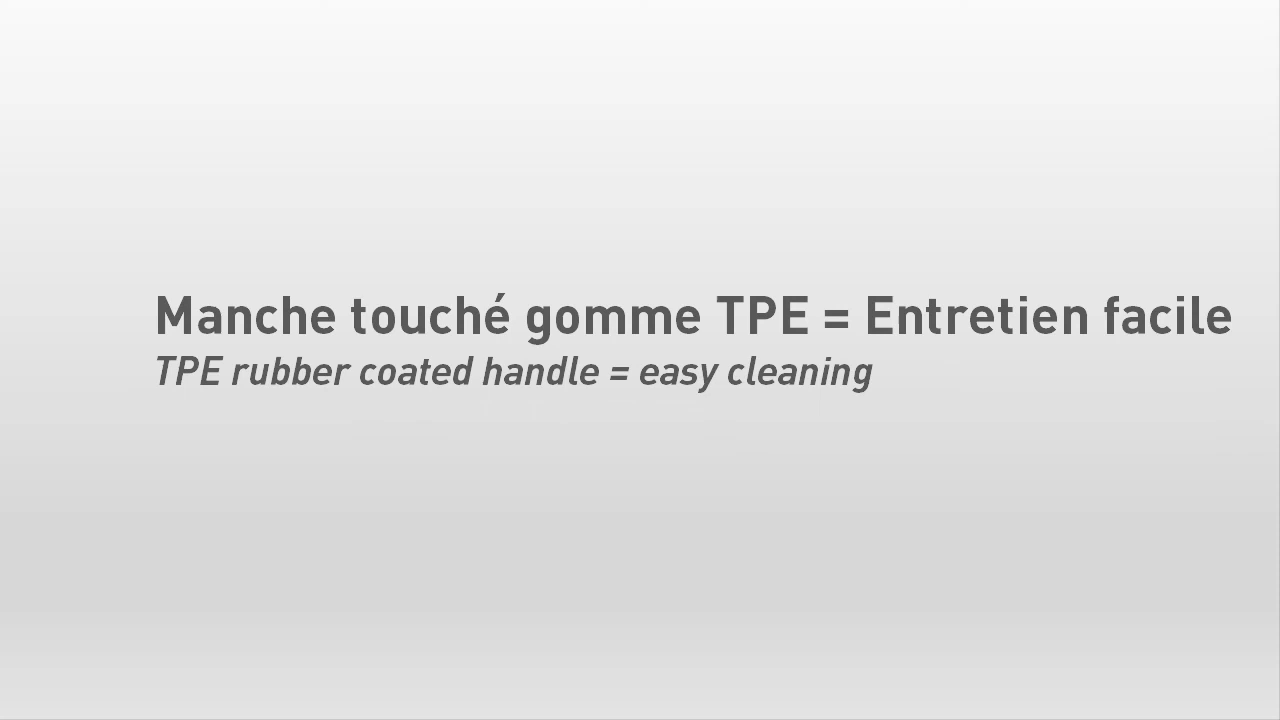 Manche touché gomme TPE = Entretien facile
TPE rubber coated handle = easy cleaning